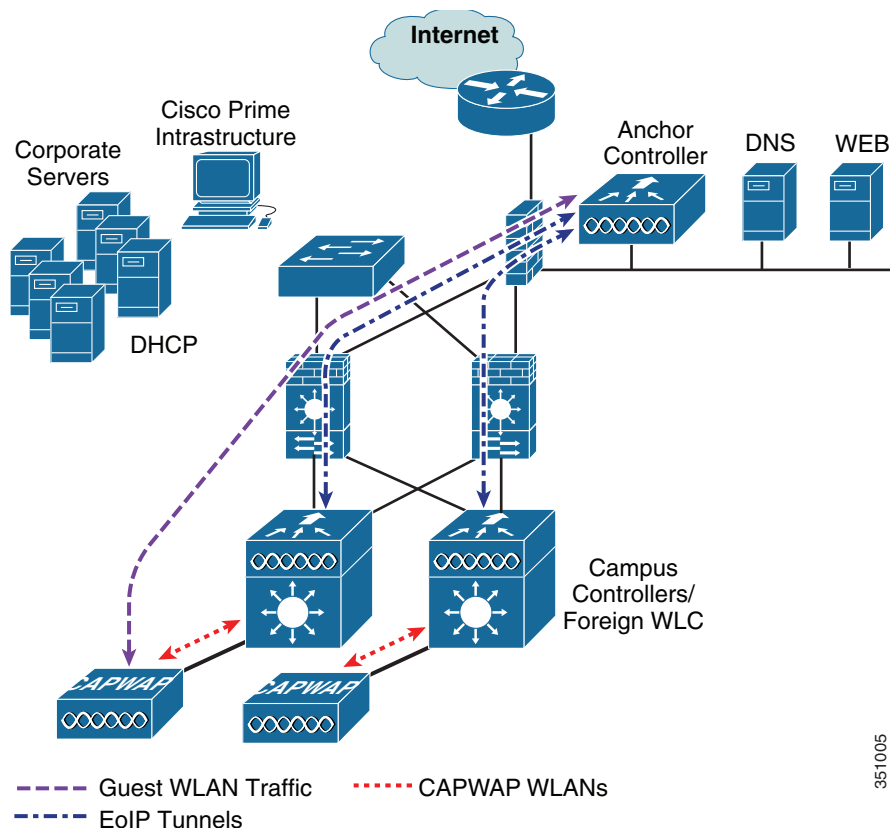 Internet
Cisco Prime
Intrastructure
Corporate
Servers
Anchor
Controller
DNS
WEB
DHCP
Campus
Controllers/
Foreign WLC
CAPWAP
CAPWAP
Guest WLAN Traffic
CAPWAP WLANs
EoIP Tunnels
351005